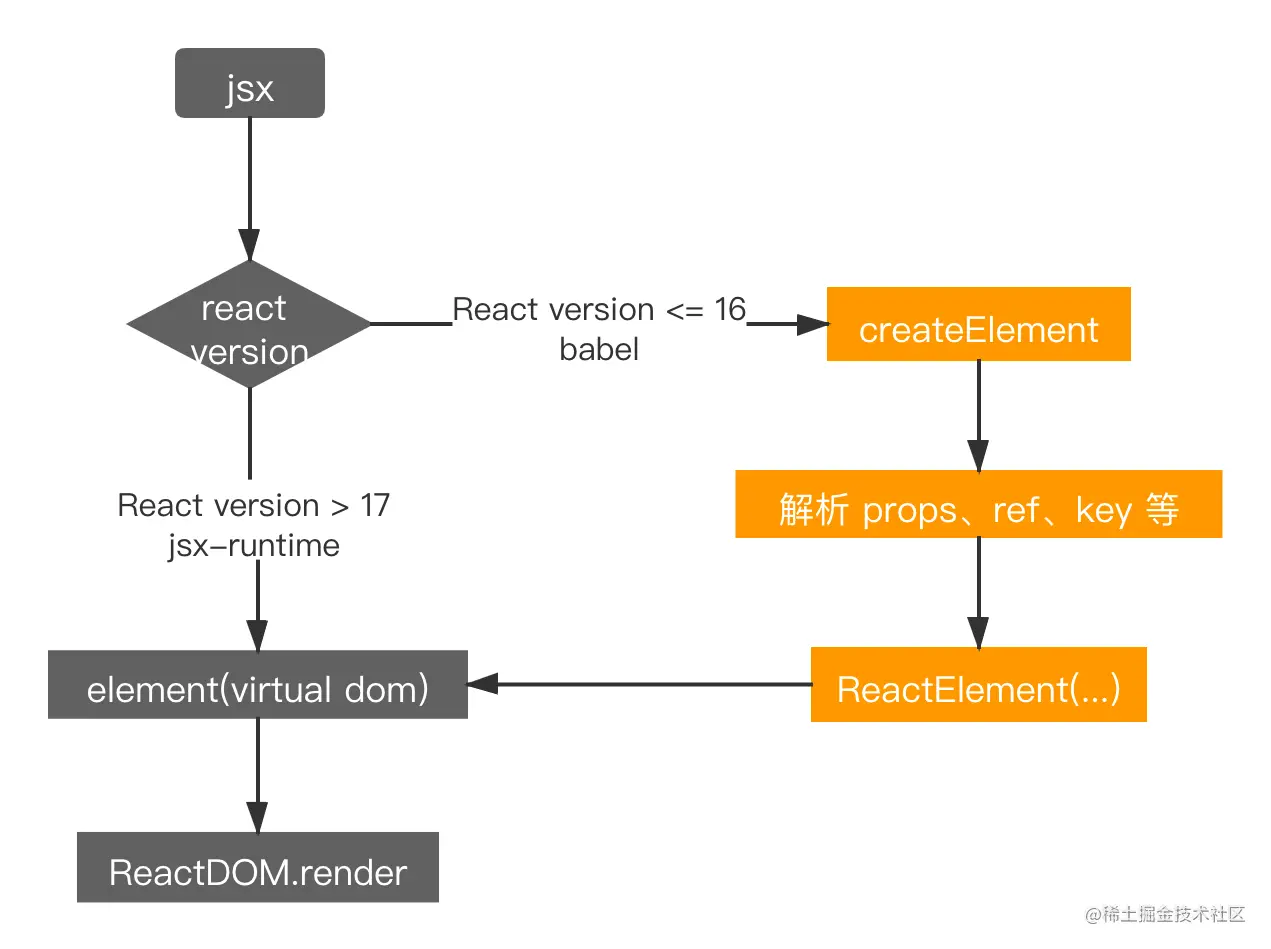 jsx
react
version
React version <= 16
babel
createElement
解析 props、ref、key 等
React version > 17
jsx-runtime
element(virtual dom)
ReactElement(...)
ReactDOM.render
@稀土掘金技术社区